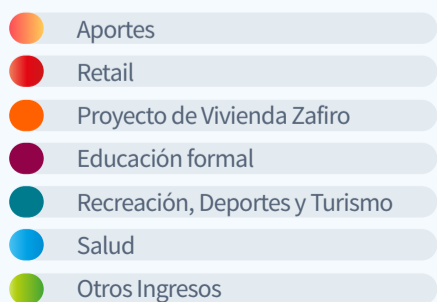 Aportes
Retail
Proyecto de Vivienda Zafiro
Educación formal
Recreación, Deportes y Turismo
Salud
Otros Ingresos